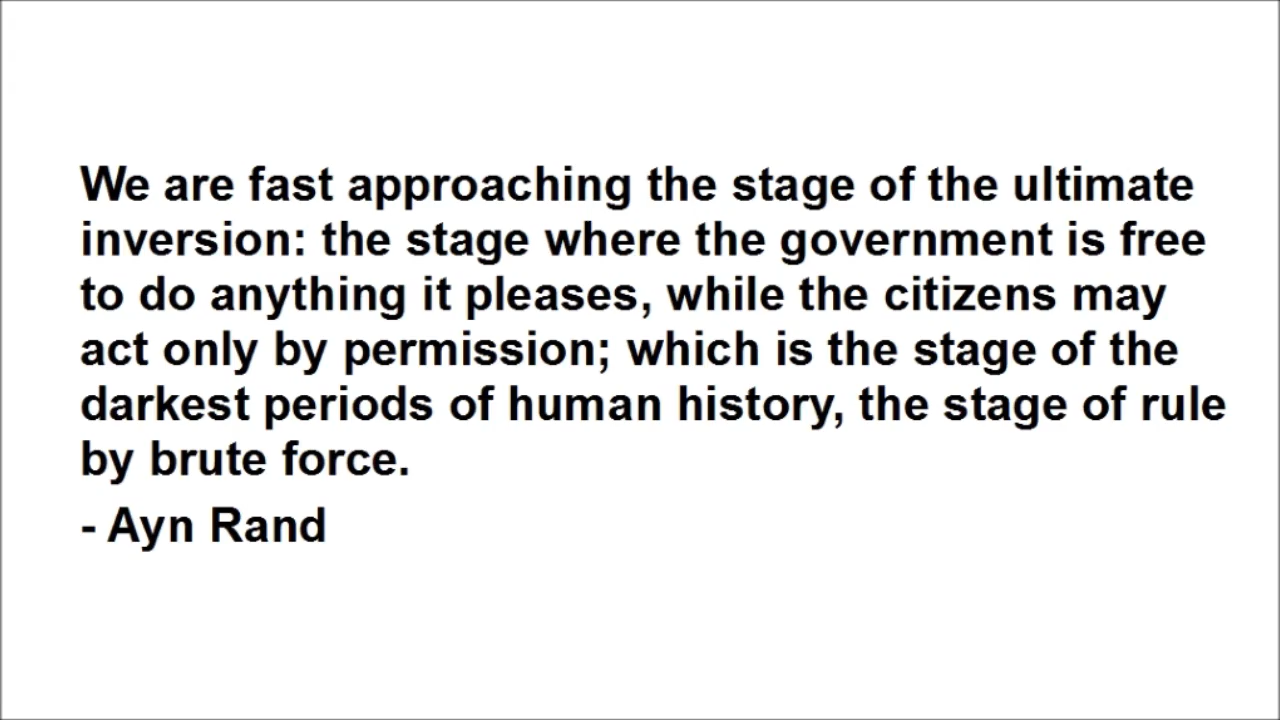 We are fast approaching the stage of the ultimate
inversion: the stage where the government is free
to do anything it pleases, while the citizens may
act only by permission; which is the stage of the
darkest periods of human history, the stage of rule
by brute force.
- Ayn Rand